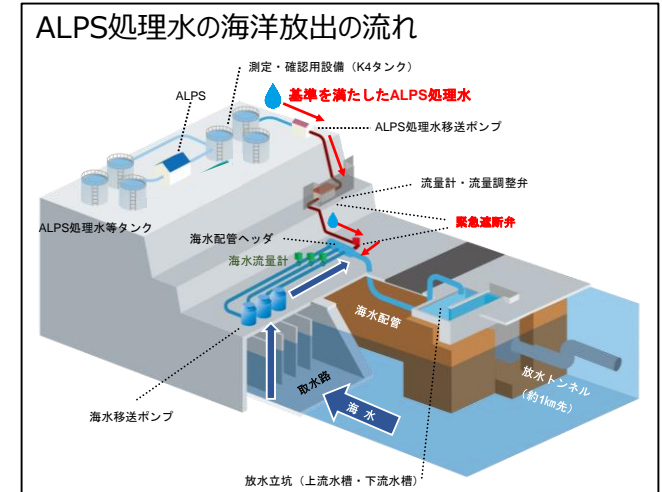 ALPS処理水の海洋放出の流れ
測定・確認用設備（K4タンク）
ALPS
基準を満たしたALPS処理水
ALPS処理水移送ポンプ
流量計・流量調整弁
ALPS処理水等タンク
緊急遮断弁
海水配管ヘッダ
海水流量計
海水配管
取水路
海水
放水トンネル
（約1km先）
海水移送ポンプ
放水立坑（上流水槽・下流水槽）